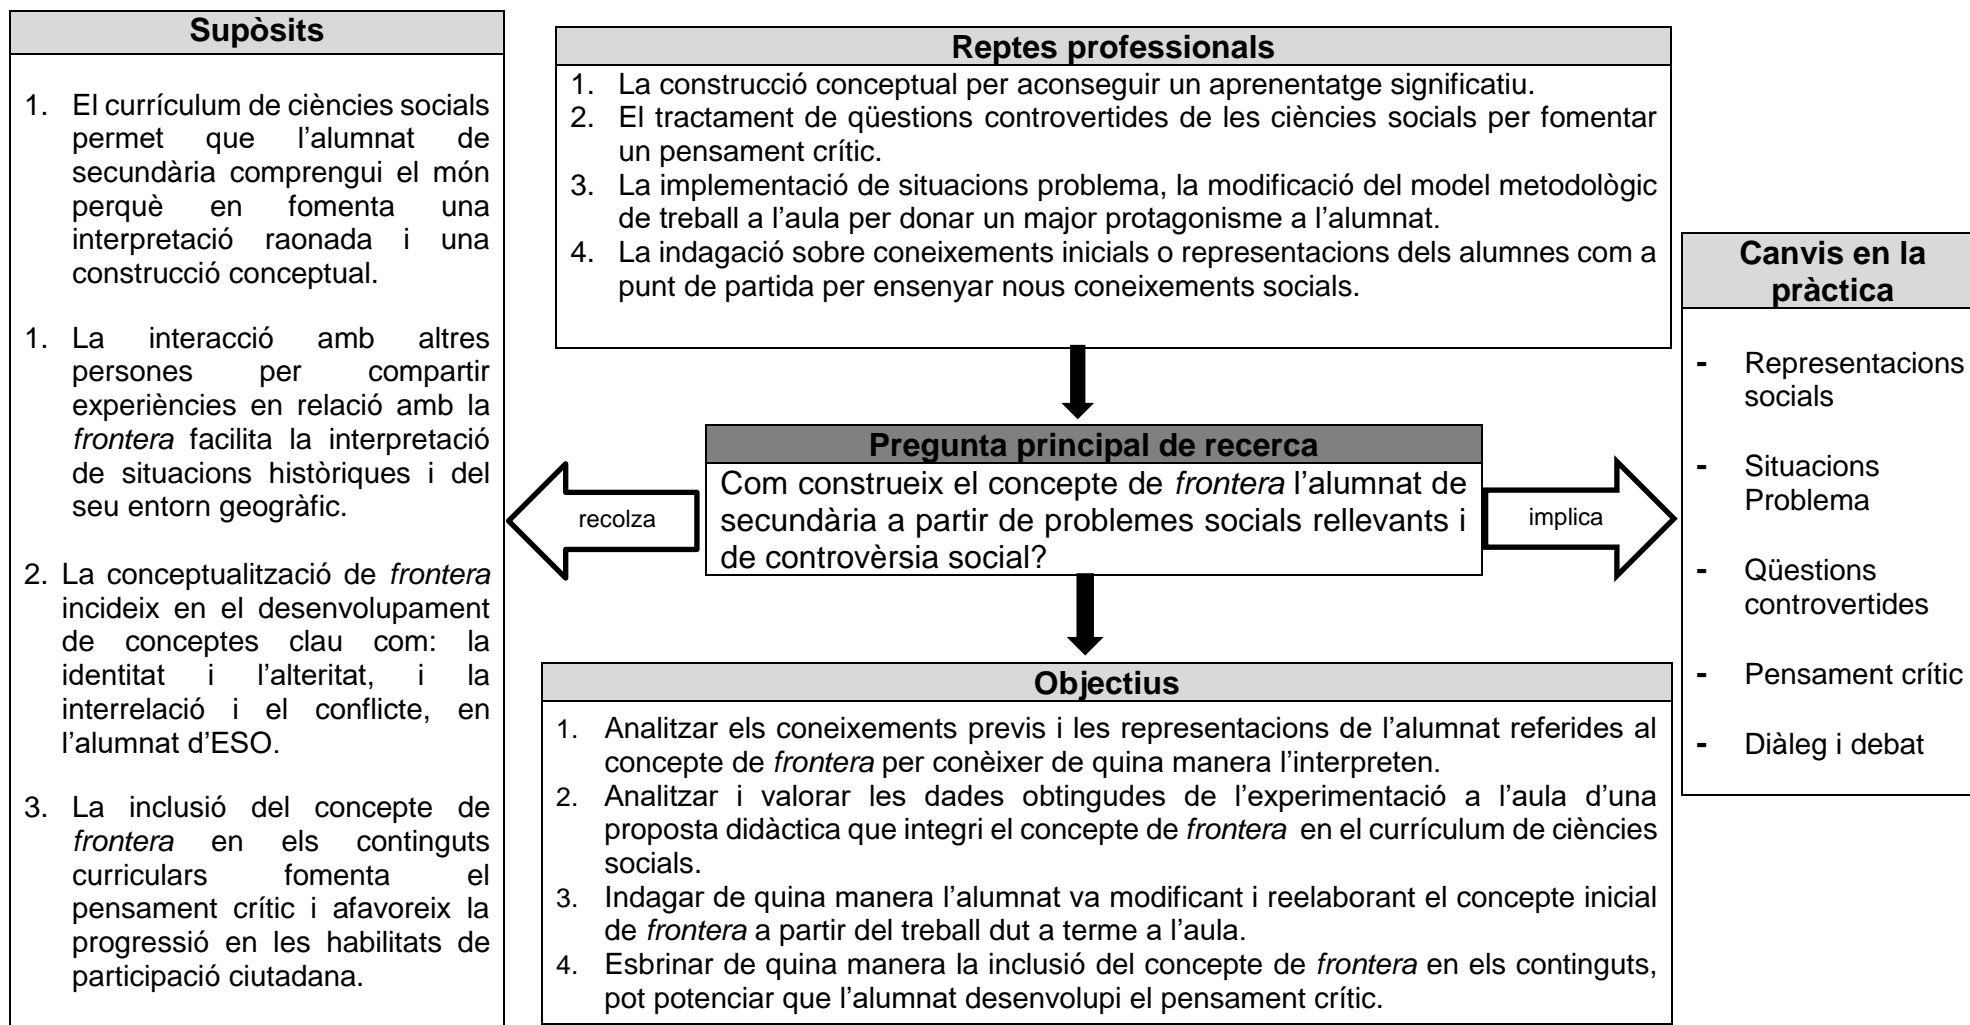 Supòsits
1. El currículum de ciències socials
permet que l'alumnat de
secundària comprengui el món
perquè en fomenta una
interpretació raonada i una
construcció conceptual.
1. La interacció amb altres
persones per compartir
experiències en relació amb la
frontera facilita la interpretació
de situacions històriques i del
seu entorn geogràfic.
2. La conceptualització de frontera
incideix en el desenvolupament
de conceptes clau com: la
identitat i l'alteritat, i la
interrelació i el conflicte, en
l'alumnat d'ESO.
3. La inclusió del concepte de
frontera en els continguts
curriculars fomenta el
pensament crític i afavoreix la
progressió en les habilitats de
participació ciutadana.
Reptes professionals
1. La construcció conceptual per aconseguir un aprenentatge significatiu.
2. El tractament de qüestions controvertides de les ciències socials per fomentar
un pensament crític.
3. La implementació de situacions problema, la modificació del model metodològic
de treball a l'aula per donar un major protagonisme a l'alumnat.
4. La indagació sobre coneixements inicials o representacions dels alumnes com a
punt de partida per ensenyar nous coneixements socials.
recolza
Pregunta principal de recerca
Com construeix el concepte de frontera l'alumnat de
secundària a partir de problemes socials rellevants i
de controvèrsia social?
implica
Objectius
1. Analitzar els coneixements previs i les representacions de l'alumnat referides al
concepte de frontera per conèixer de quina manera l'interpreten.
2. Analitzar i valorar les dades obtingudes de l'experimentació a l'aula d'una
proposta didàctica que integri el concepte de frontera en el currículum de ciències
socials.
3. Indagar de quina manera l'alumnat va modificant i reelaborant el concepte inicial
de frontera a partir del treball dut a terme a l'aula.
4. Esbrinar de quina manera la inclusió del concepte de frontera en els continguts,
pot potenciar que l'alumnat desenvolupi el pensament crític.
Canvis en la
pràctica
- Representacions
socials
- Situacions
Problema
- Qüestions
controvertides
- Pensament crític
- Diàleg i debat